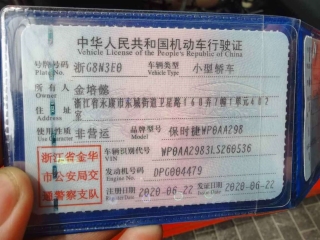 中华人民共和国机动车行驶证
Vehicle License of the People's Republic of China
号牌号码 浙G8N3E0 车辆类型 小型轿车
Plate No. Vehicle Type
所有人 金培懿
Owner
住址 浙江省永康市东城街道卫星路160弄7幢1单元602
Address 室
使用性质 非营运 品牌型号 保时捷WP0AA298
Use Character Model
浙江省金华
市公安局交
通警察支队
车辆识别代号 WP0AA2983LS260536
VIN
发动机号码 DPG004479
Engine No.
注册日期 2020-06-22 发证日期 2020-06-22
Register Date Issue Date